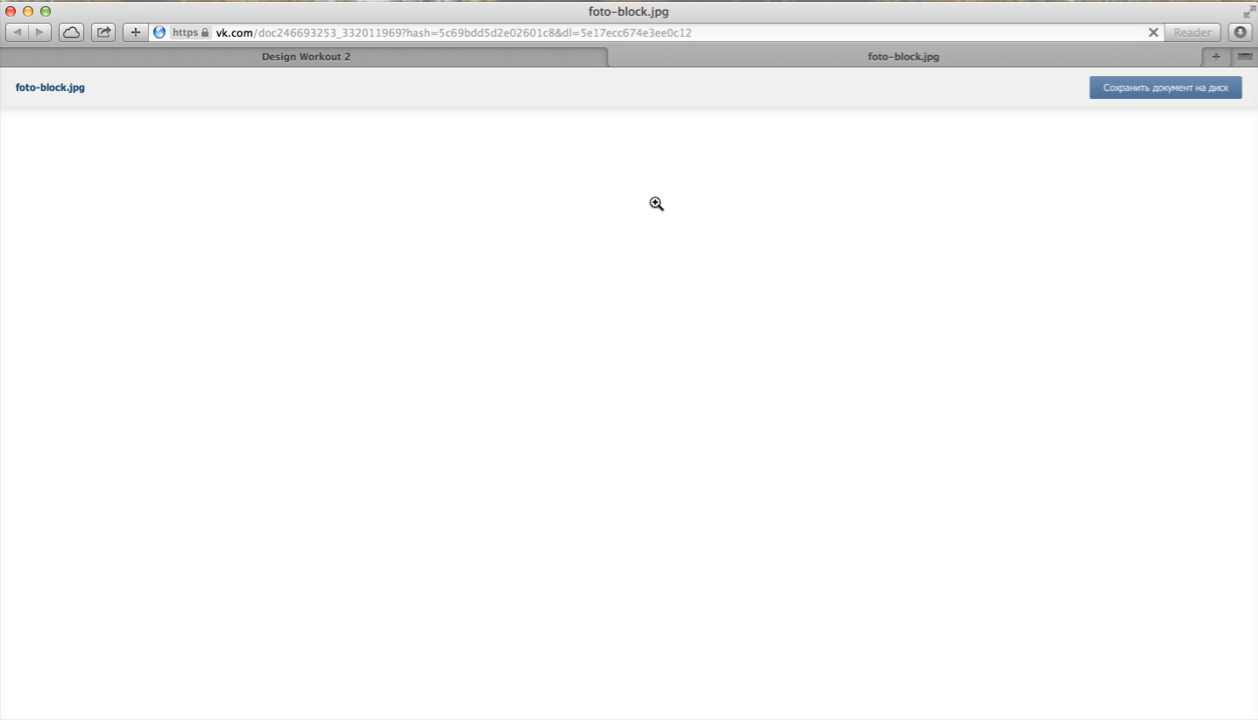 foto-block.jpg
https vk.com/doc246693253_332011969?hash=5c69bdd5d2e02601c8&dl=5e17ecc674e3ee0c12 Reader
Design Workout 2 foto-block.jpg
foto-block.jpg Сохранить документ на диск